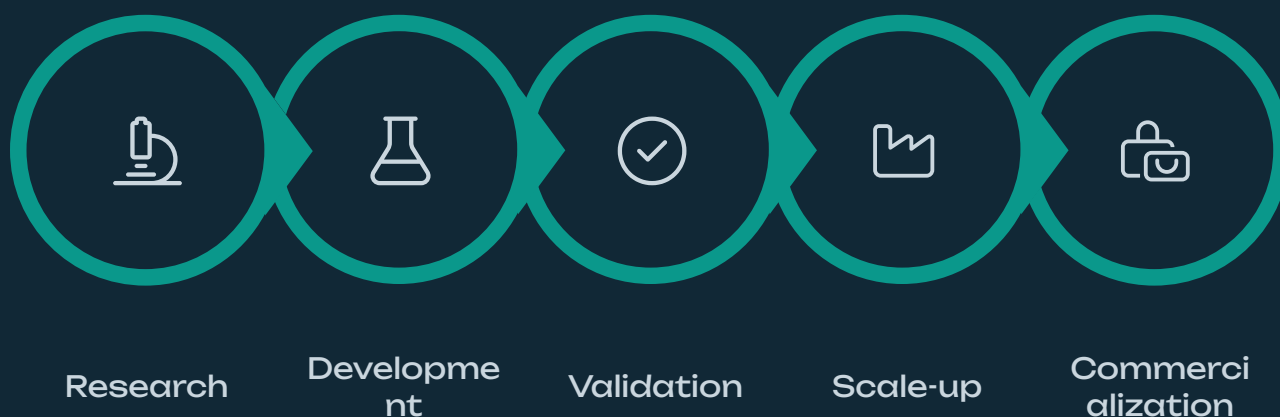 Research
Developme
nt
Validation
Scale-up
Commerci
alization